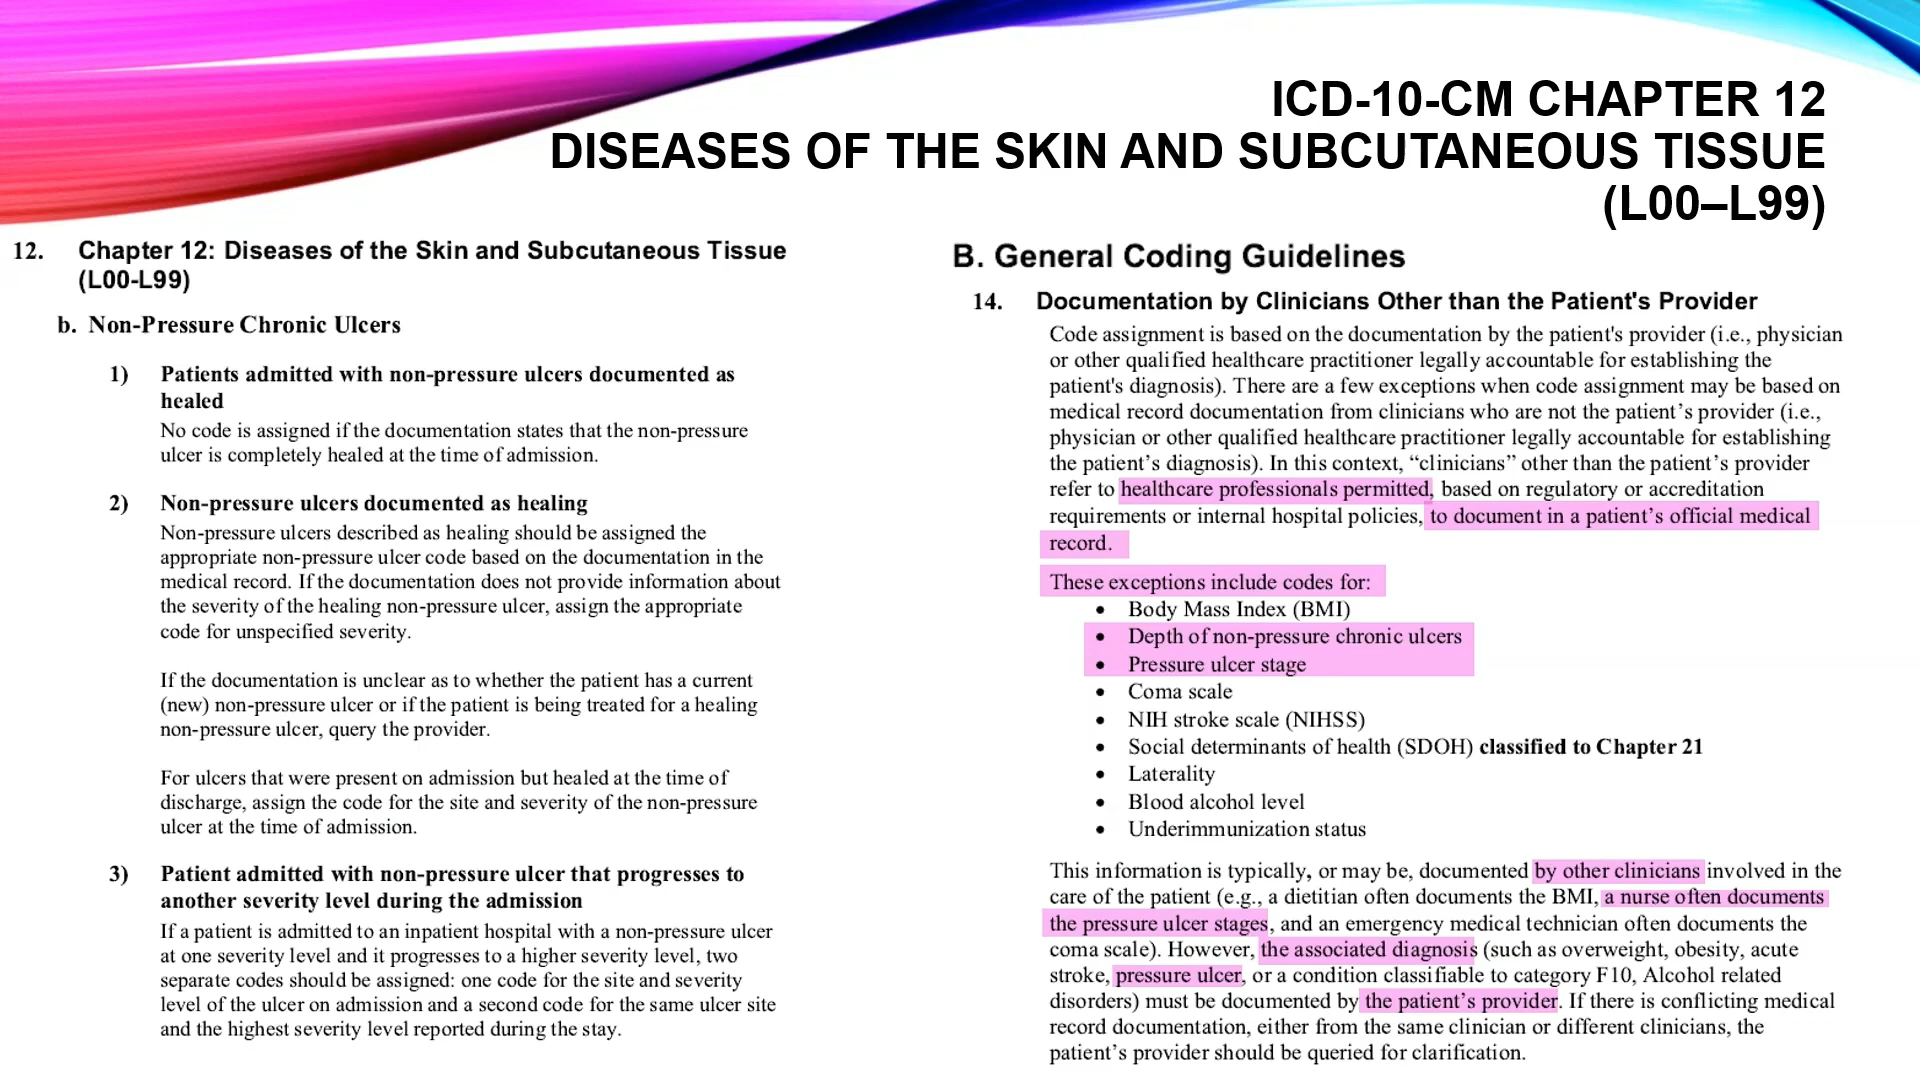 ICD-10-CM CHAPTER 12
DISEASES OF THE SKIN AND SUBCUTANEOUS TISSUE
(L00–L99)
12. Chapter 12: Diseases of the Skin and Subcutaneous Tissue
(L00-L99)
b. Non-Pressure Chronic Ulcers
1) Patients admitted with non-pressure ulcers documented as
healed
No code is assigned if the documentation states that the non-pressure
ulcer is completely healed at the time of admission.
2) Non-pressure ulcers documented as healing
Non-pressure ulcers described as healing should be assigned the
appropriate non-pressure ulcer code based on the documentation in the
medical record. If the documentation does not provide information about
the severity of the healing non-pressure ulcer, assign the appropriate
code for unspecified severity.
If the documentation is unclear as to whether the patient has a current
(new) non-pressure ulcer or if the patient is being treated for a healing
non-pressure ulcer, query the provider.
For ulcers that were present on admission but healed at the time of
discharge, assign the code for the site and severity of the non-pressure
ulcer at the time of admission.
3) Patient admitted with non-pressure ulcer that progresses to
another severity level during the admission
If a patient is admitted to an inpatient hospital with a non-pressure ulcer
at one severity level and it progresses to a higher severity level, two
separate codes should be assigned: one code for the site and severity
level of the ulcer on admission and a second code for the same ulcer site
and the highest severity level reported during the stay.
B. General Coding Guidelines
14. Documentation by Clinicians Other than the Patient's Provider
Code assignment is based on the documentation by the patient's provider (i.e., physician
or other qualified healthcare practitioner legally accountable for establishing the
patient's diagnosis). There are a few exceptions when code assignment may be based on
medical record documentation from clinicians who are not the patient’s provider (i.e.,
physician or other qualified healthcare practitioner legally accountable for establishing
the patient’s diagnosis). In this context, “clinicians” other than the patient’s provider
refer to healthcare professionals permitted, based on regulatory or accreditation
requirements or internal hospital policies, to document in a patient’s official medical
record.
These exceptions include codes for:
• Body Mass Index (BMI)
• Depth of non-pressure chronic ulcers
• Pressure ulcer stage
• Coma scale
• NIH stroke scale (NIHSS)
• Social determinants of health (SDOH) classified to Chapter 21
• Laterality
• Blood alcohol level
• Underimmunization status
This information is typically, or may be, documented by other clinicians involved in the
care of the patient (e.g., a dietitian often documents the BMI, a nurse often documents
the pressure ulcer stages, and an emergency medical technician often documents the
coma scale). However, the associated diagnosis (such as overweight, obesity, acute
stroke, pressure ulcer, or a condition classifiable to category F10, Alcohol related
disorders) must be documented by the patient’s provider. If there is conflicting medical
record documentation, either from the same clinician or different clinicians, the
patient’s provider should be queried for clarification.